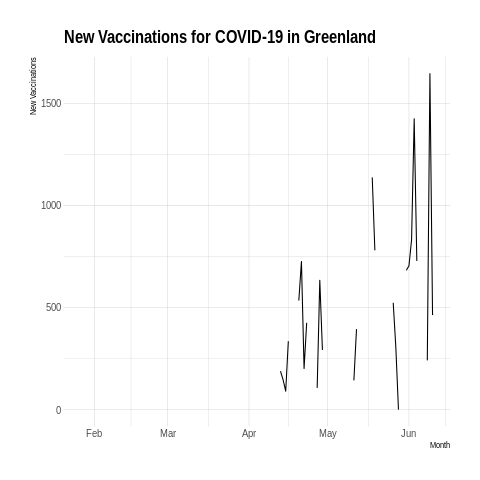 New Vaccinations for COVID-19 in Greenland
New Vaccinations
1500
1000
500
0
Feb Mar Apr May Jun
Month